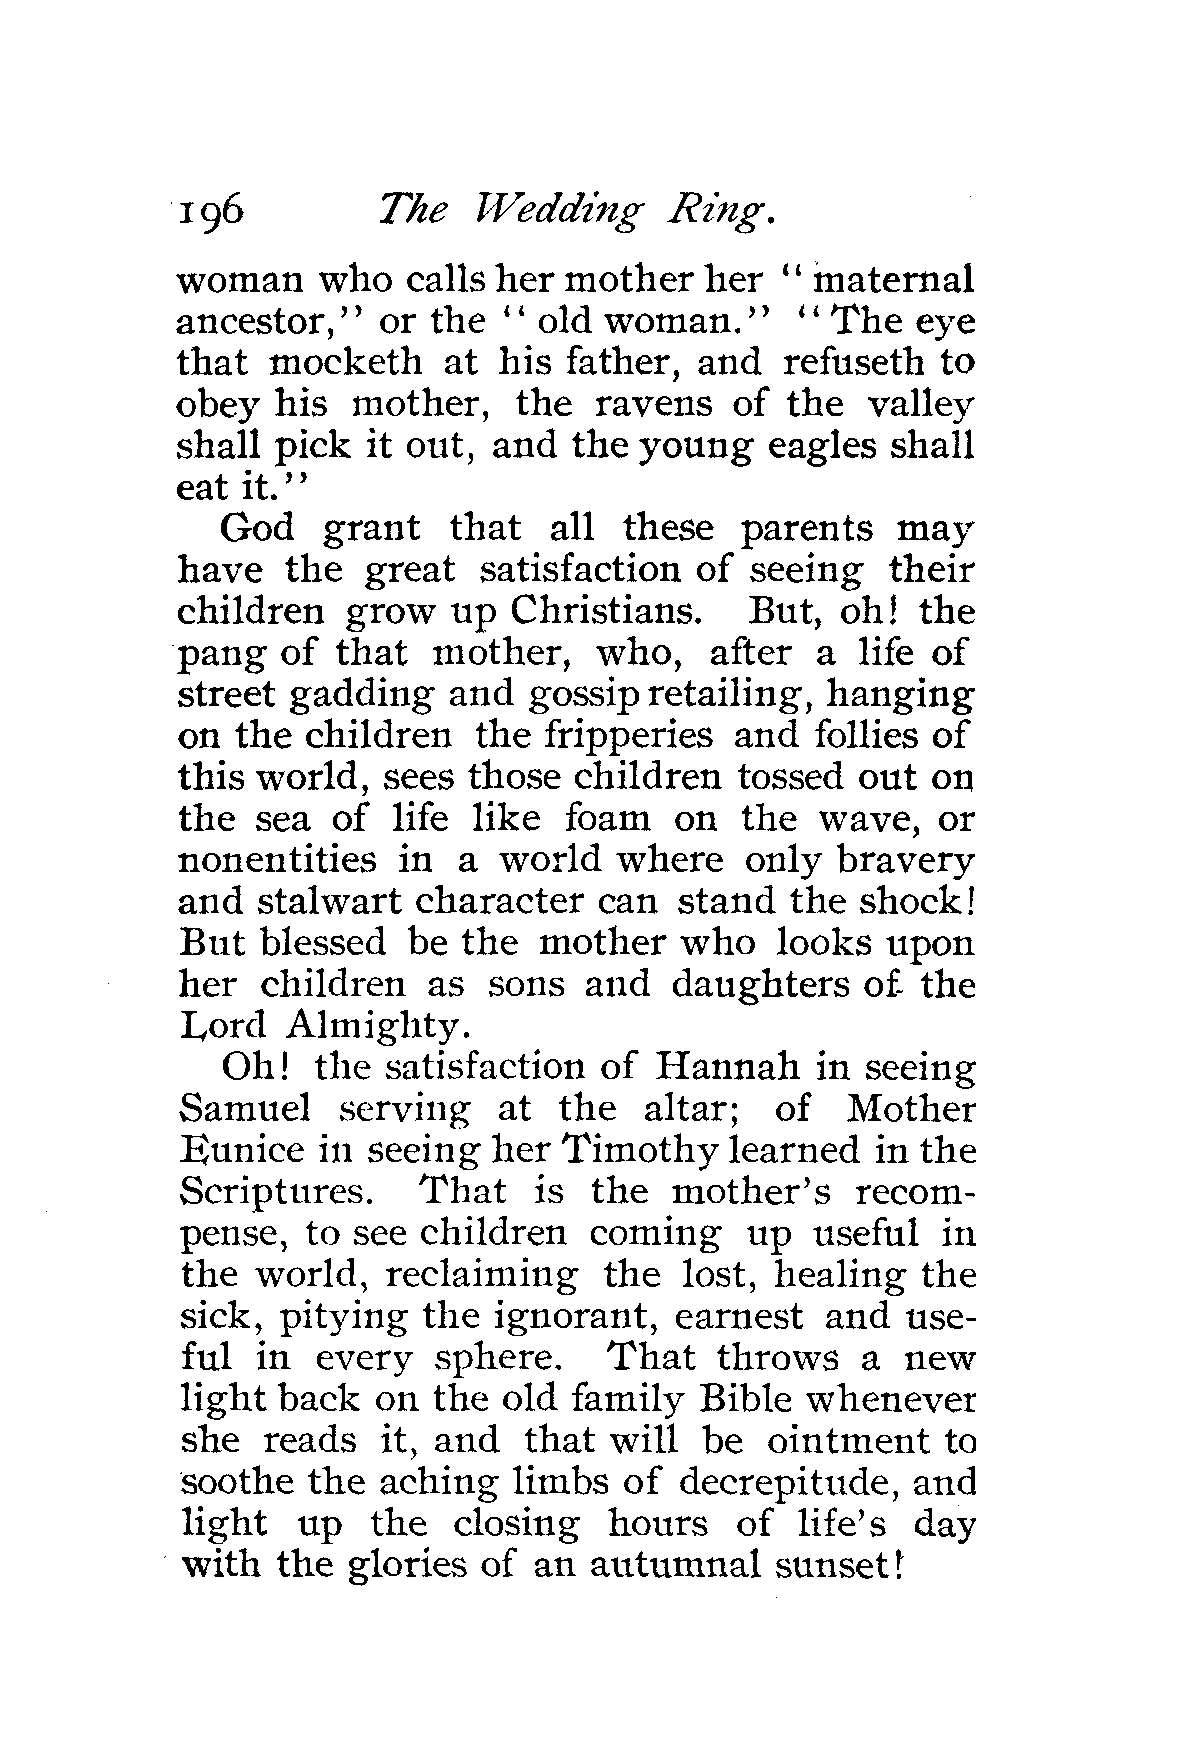 196 The Wedding Ring.
woman who calls her mother her " maternal
ancestor," or the " old woman." " The eye
that mocketh at his father, and refuseth to
obey his mother, the ravens of the valley
shall pick it out, and the young eagles shall
eat it."
God grant that all these parents may
have the great satisfaction of seeing their
children grow up Christians. But, oh! the
pang of that mother, who, after a life of
street gadding and gossip retailing, hanging
on the children the fripperies and follies of
this world, sees those children tossed out on
the sea of life like foam on the wave, or
nonentities in a world where only bravery
and stalwart character can stand the shock!
But blessed be the mother who looks upon
her children as sons and daughters of the
Lord Almighty.
Oh! the satisfaction of Hannah in seeing
Samuel serving at the altar; of Mother
Eunice in seeing her Timothy learned in the
Scriptures. That is the mother's recom-
pense, to see children coming up useful in
the world, reclaiming the lost, healing the
sick, pitying the ignorant, earnest and use-
ful in every sphere. That throws a new
light back on the old family Bible whenever
she reads it, and that will be ointment to
soothe the aching limbs of decrepitude, and
light up the closing hours of life's day
with the glories of an autumnal sunset!